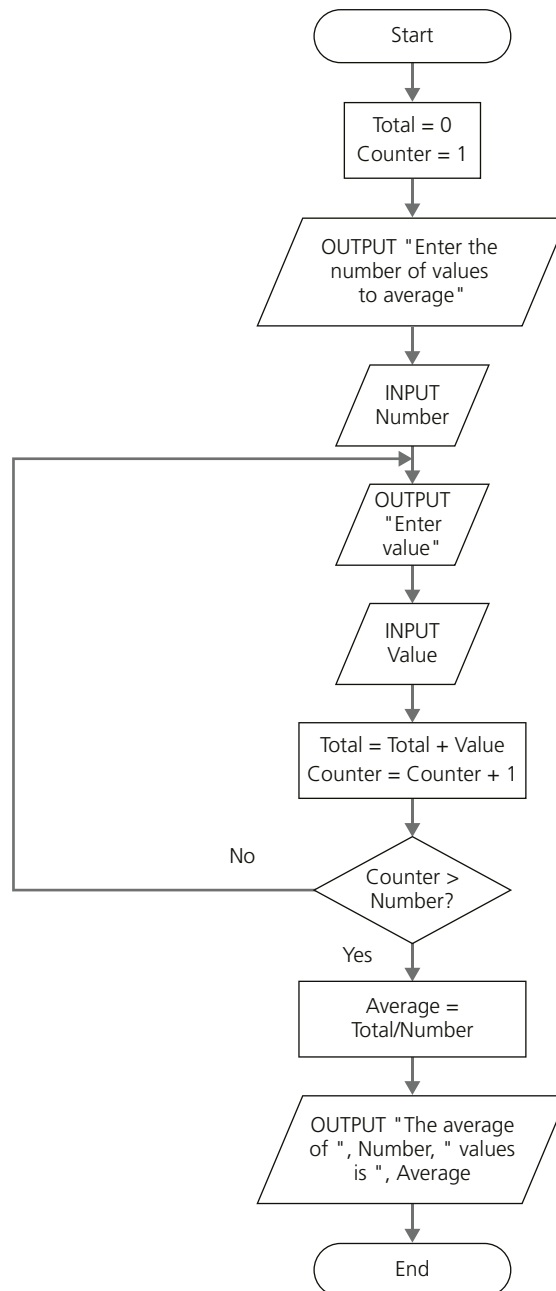 Start
Total = 0
Counter = 1
OUTPUT "Enter the
number of values
to average"
INPUT
Number
OUTPUT
"Enter
value"
INPUT
Value
Total = Total + Value
Counter = Counter + 1
Counter >
Number?
No
Yes
Average =
Total/Number
OUTPUT "The average
of ", Number, " values
is ", Average
End